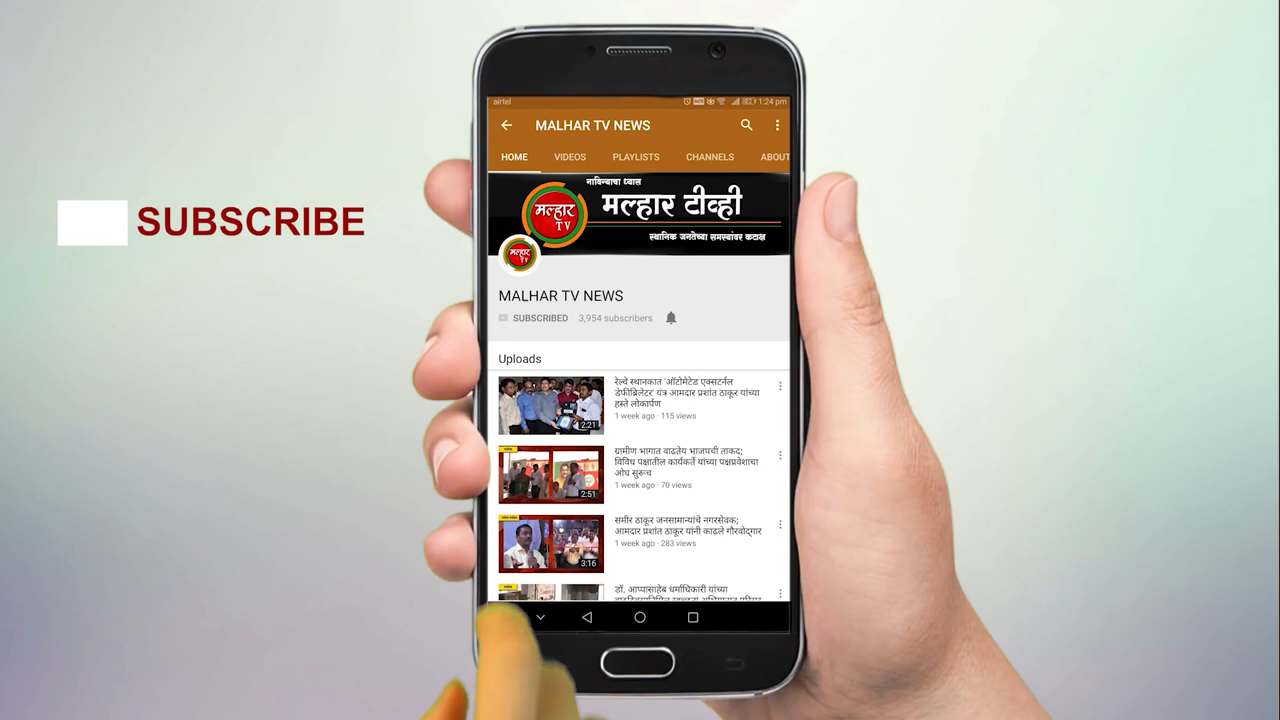 SUBSCRIBE
airtel
1:24 pm
MALHAR TV NEWS
HOME VIDEOS PLAYLISTS CHANNELS ABOUT
नाविन्याचा ध्यास
मल्हार टीव्ही
मल्हार
TV
स्थानिक जनतेच्या समस्यांवर कटाक्ष
मल्हार
TV
MALHAR TV NEWS
SUBSCRIBED 3,954 subscribers
Uploads
रेल्वे स्थानकात 'ऑटोमेटेड एक्सटर्नल
डेफीब्रिलेटर' यंत्र आमदार प्रशांत ठाकूर यांच्या
हस्ते लोकार्पण
1 week ago · 115 views
2:21
ग्रामीण भागात वाढतेय भाजपची ताकद;
विविध पक्षातील कार्यकर्ते यांच्या पक्षप्रवेशाचा
ओघ सुरूच
1 week ago · 70 views
2:51
समीर ठाकूर जनसामान्यांचे नगरसेवक;
आमदार प्रशांत ठाकूर यांनी काढले गौरवोद्गार
1 week ago · 283 views
3:16
डॉ. आप्पासाहेब धर्माधिकारी यांच्या